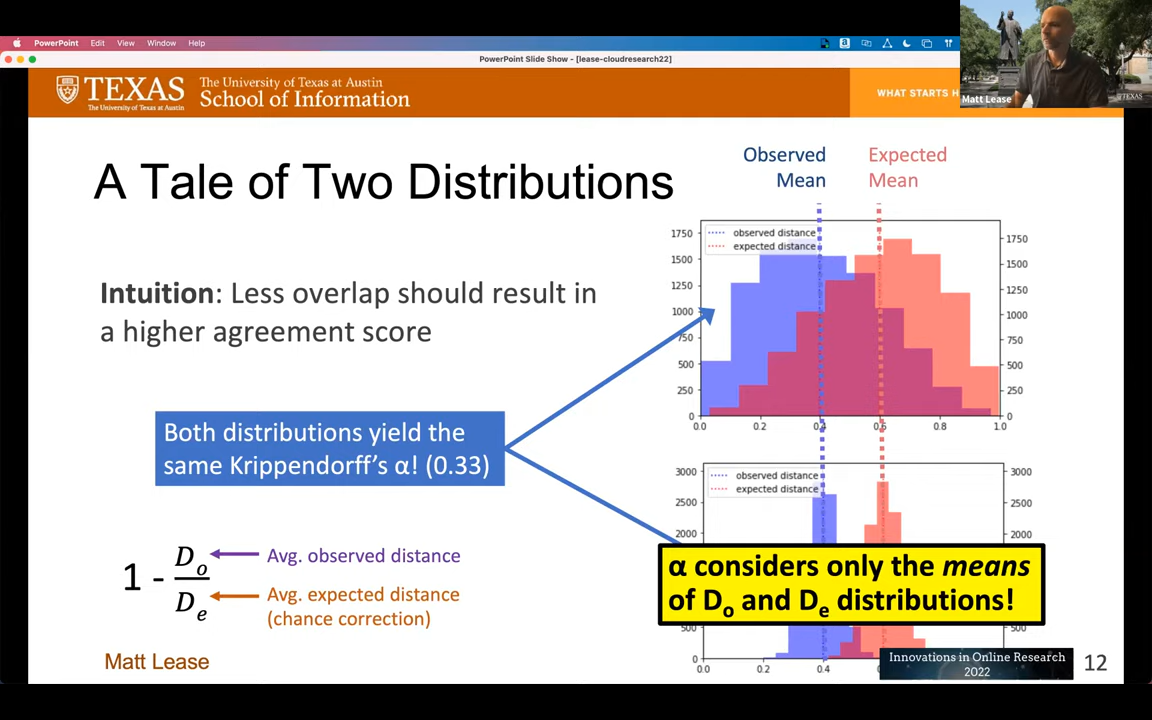 PowerPoint Edit View Window Help
PowerPoint Slide Show - [lease-cloudresearch22]
TEXAS
The University of Texas at Austin
The University of Texas at Austin
School of Information
WHAT STARTS H
Matt Lease
TEXAS
A Tale of Two Distributions
Observed
Mean
Expected
Mean
Intuition: Less overlap should result in
a higher agreement score
Both distributions yield the
same Krippendorff's α! (0.33)
1 - Do/De
Avg. observed distance
Avg. expected distance
(chance correction)
observed distance
expected distance
1750 1750
1500 1500
1250 1250
1000 1000
750 750
500 500
250 250
0 0
0.0 0.2 0.4 0.6 0.8 1.0
observed distance
expected distance
3000 3000
2500 2500
2000 2000
α considers only the means
of Do and De distributions!
500 500
0 0
0.0 0.2 0.4
Matt Lease
Innovations in Online Research
2022
12